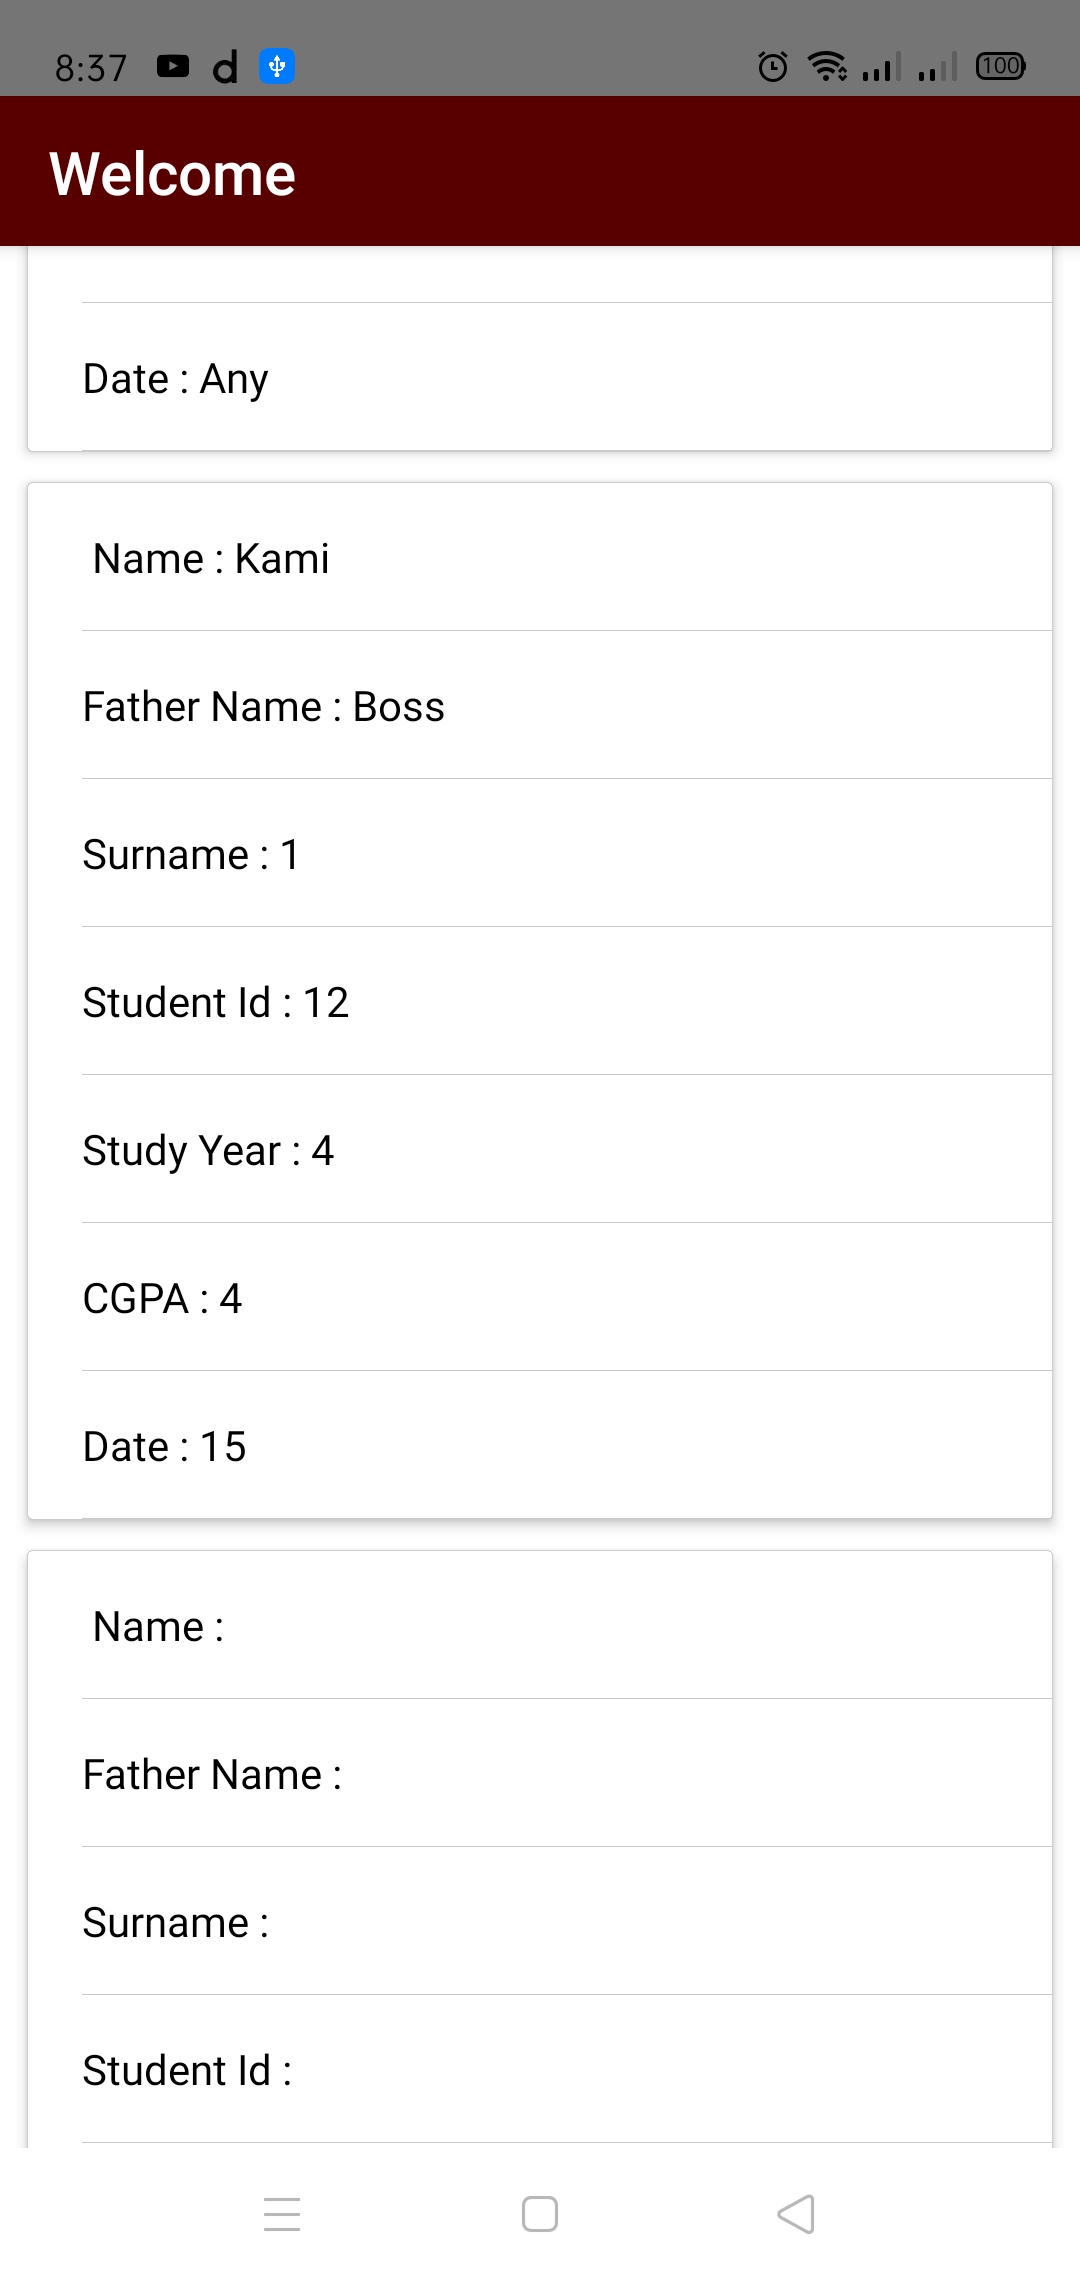 8:37 d 100
Welcome
Date : Any
Name : Kami
Father Name : Boss
Surname : 1
Student Id : 12
Study Year : 4
CGPA : 4
Date : 15
Name :
Father Name :
Surname :
Student Id :